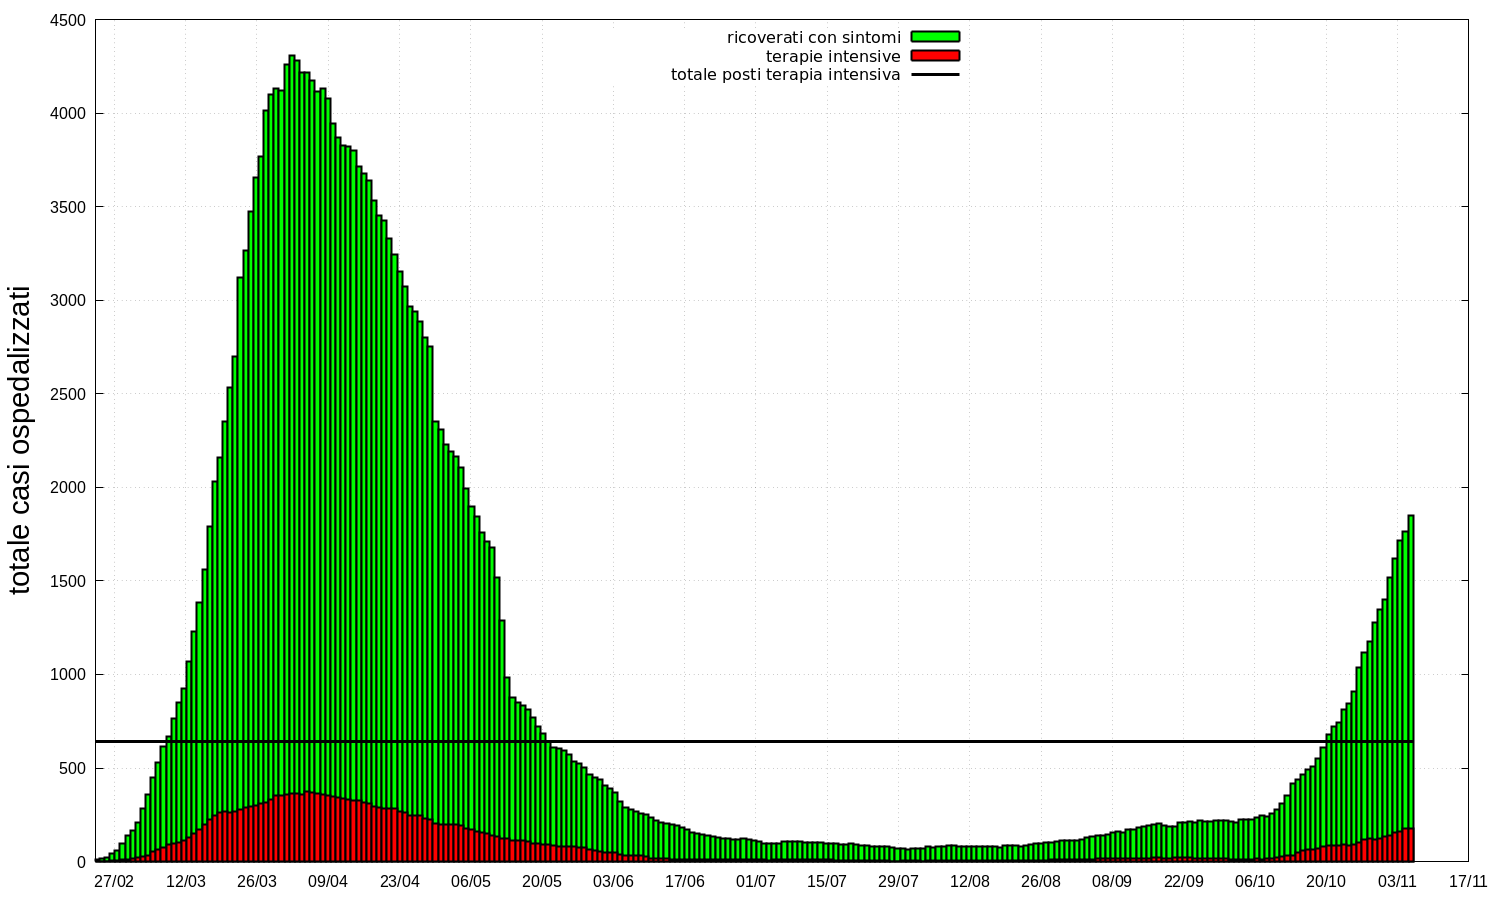 4500
4000
3500
3000
2500
2000
1500
1000
500
0
totale casi ospedalizzati
ricoverati con sintomi
terapie intensive
totale posti terapia intensiva
27/02 12/03 26/03 09/04 23/04 06/05 20/05 03/06 17/06 01/07 15/07 29/07 12/08 26/08 08/09 22/09 06/10 20/10 03/11 17/11